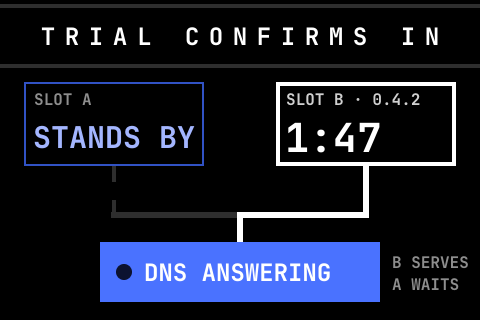 TRIAL CONFIRMS IN
SLOT A
STANDS BY
SLOT B · 0.4.2
1:47
DNS ANSWERING
B SERVES
A WAITS